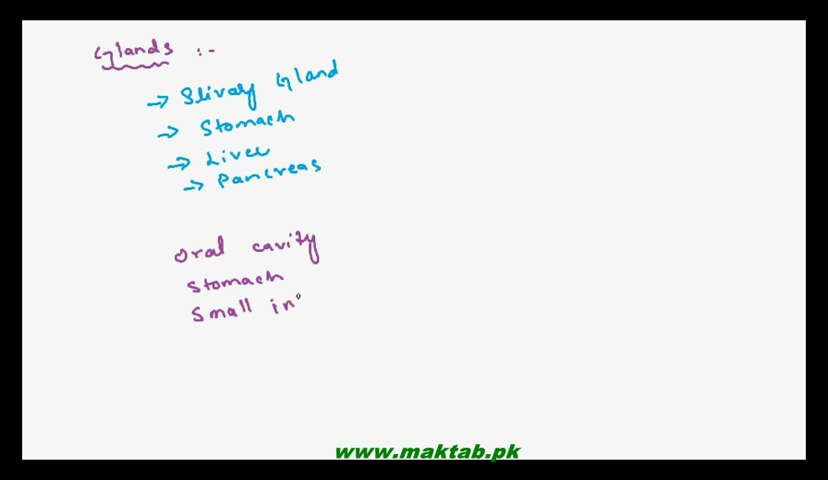 Glands :-
→ Slivary Gland
→ Stomach
→ Liver
→ Pancreas
Oral cavity
Stomach
Small in
www.maktab.pk